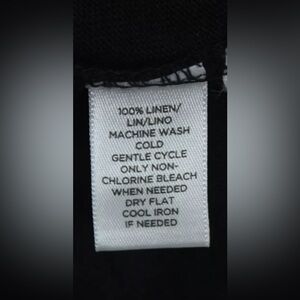 100% LINEN/
LIN/LINO
MACHINE WASH
COLD
GENTLE CYCLE
ONLY NON-
CHLORINE BLEACH
WHEN NEEDED
DRY FLAT
COOL IRON
IF NEEDED